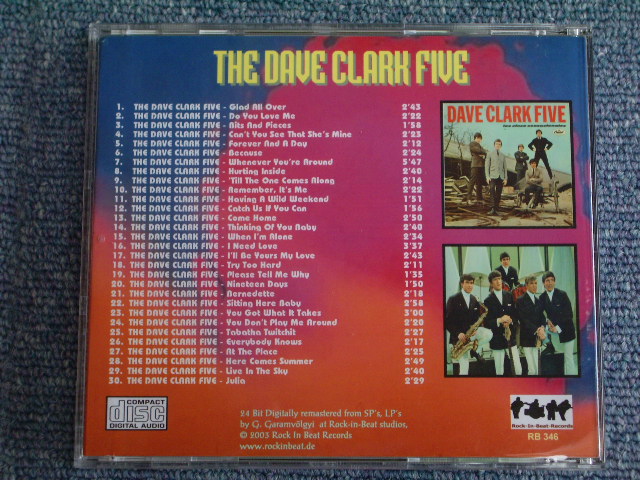 THE DAVE CLARK FIVE
1. THE DAVE CLARK FIVE - Glad All Over 2'43
2. THE DAVE CLARK FIVE - Do You Love Me 2'22
3. THE DAVE CLARK FIVE - Bits And Pieces 1'58
4. THE DAVE CLARK FIVE - Can't You See That She's Mine 2'23
5. THE DAVE CLARK FIVE - Forever And A Day 2'12
6. THE DAVE CLARK FIVE - Because 2'24
7. THE DAVE CLARK FIVE - Whenever You're Around 5'47
8. THE DAVE CLARK FIVE - Hurting Inside 2'40
9. THE DAVE CLARK FIVE - 'Till The One Comes Along 2'14
10. THE DAVE CLARK FIVE - Remember, It's Me 2'22
11. THE DAVE CLARK FIVE - Having A Wild Weekend 1'51
12. THE DAVE CLARK FIVE - Catch Us If You Can 1'56
13. THE DAVE CLARK FIVE - Come Home 2'50
14. THE DAVE CLARK FIVE - Thinking Of You Baby 2'40
15. THE DAVE CLARK FIVE - When I'm Alone 2'34
16. THE DAVE CLARK FIVE - I Need Love 3'37
17. THE DAVE CLARK FIVE - I'll Be Yours My Love 2'43
18. THE DAVE CLARK FIVE - Try Too Hard 2'11
19. THE DAVE CLARK FIVE - Please Tell Me Why 1'35
20. THE DAVE CLARK FIVE - Nineteen Days 1'50
21. THE DAVE CLARK FIVE - Bernedette 2'18
22. THE DAVE CLARK FIVE - Sitting Here Baby 2'58
23. THE DAVE CLARK FIVE - You Got What It Takes 3'00
24. THE DAVE CLARK FIVE - You Don't Play Me Around 2'20
25. THE DAVE CLARK FIVE - Tabatha Twitchit 2'27
26. THE DAVE CLARK FIVE - Everybody Knows 2'17
27. THE DAVE CLARK FIVE - At The Place 2'25
28. THE DAVE CLARK FIVE - Here Comes Summer 2'49
29. THE DAVE CLARK FIVE - Live In The Sky 2'40
30. THE DAVE CLARK FIVE - Julia 2'29
DAVE CLARK FIVE
COMPACT
disc
DIGITAL AUDIO
24 Bit Digitally remastered from SP's, LP's
by G. Garamvölgyi at Rock-in-Beat studios,
© 2003 Rock In Beat Records
www.rockinbeat.de
Rock-In-Beat-Records
RB 346